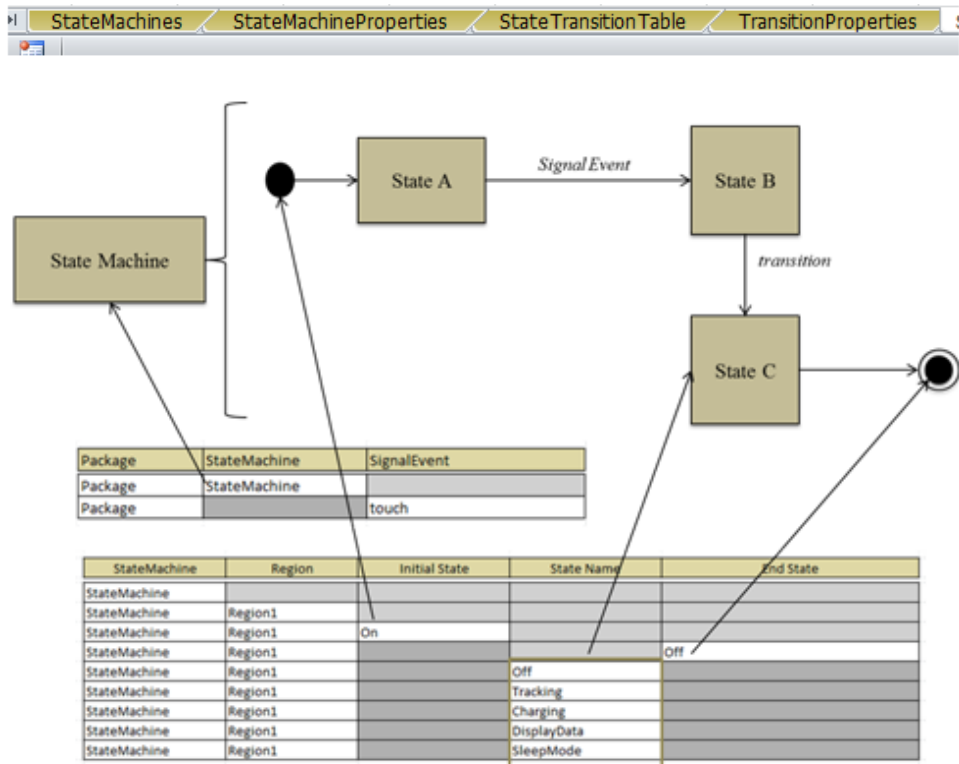 StateMachines StateMachineProperties StateTransitionTable TransitionProperties
State A
Signal Event
State B
State Machine
transition
State C
Package StateMachine SignalEvent
Package StateMachine
Package touch
StateMachine Region Initial State State Name End State
StateMachine
StateMachine Region1
StateMachine Region1 On
StateMachine Region1 Off
StateMachine Region1 Off
StateMachine Region1 Tracking
StateMachine Region1 Charging
StateMachine Region1 DisplayData
StateMachine Region1 SleepMode